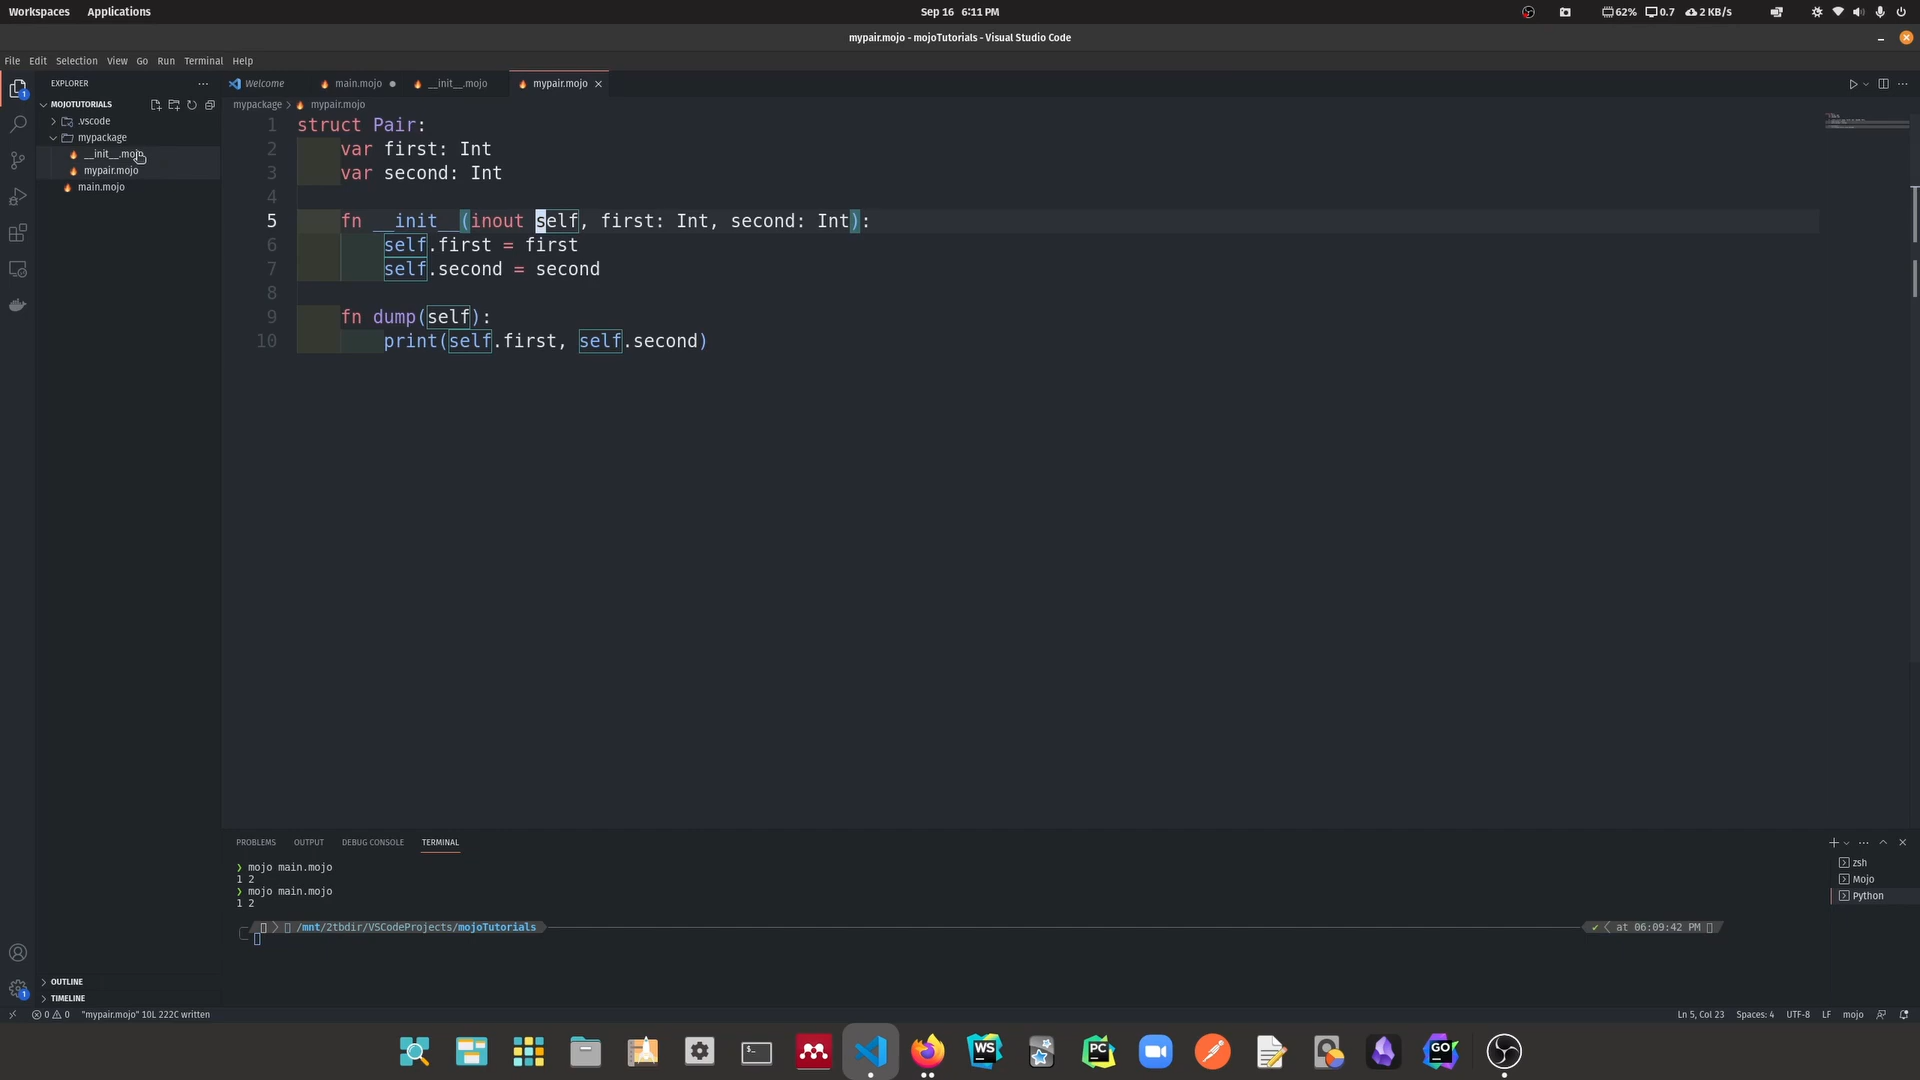 Workspaces Applications Sep 16 6:11 PM 62% 0.7 2 KB/s
mypair.mojo - mojoTutorials - Visual Studio Code
File Edit Selection View Go Run Terminal Help
EXPLORER
MOJOTUTORIALS
.vscode
mypackage
__init__.mojo
mypair.mojo
main.mojo
Welcome main.mojo __init__.mojo mypair.mojo
mypackage > mypair.mojo
1 struct Pair:
2 var first: Int
3 var second: Int
4
5 fn __init__(inout self, first: Int, second: Int):
6 self.first = first
7 self.second = second
8
9 fn dump(self):
10 print(self.first, self.second)
PROBLEMS OUTPUT DEBUG CONSOLE TERMINAL
❯ mojo main.mojo
1 2
❯ mojo main.mojo
1 2
/mnt/2tbdir/VSCodeProjects/mojoTutorials ✔ at 06:09:42 PM
zsh
Mojo
Python
OUTLINE
TIMELINE
1
1
0 0 "mypair.mojo" 10L 222C written Ln 5, Col 23 Spaces: 4 UTF-8 LF mojo
WS
PC
GO